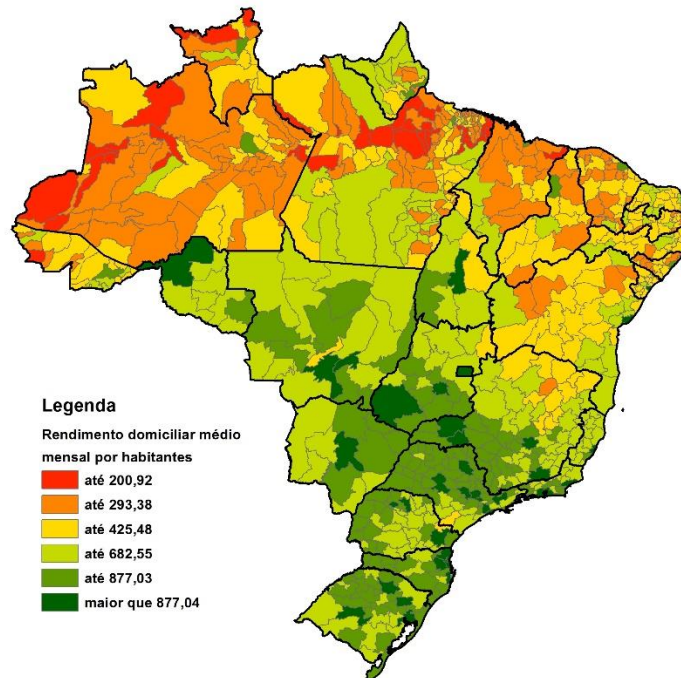 Legenda
Rendimento domiciliar médio
mensal por habitantes
até 200,92
até 293,38
até 425,48
até 682,55
até 877,03
maior que 877,04